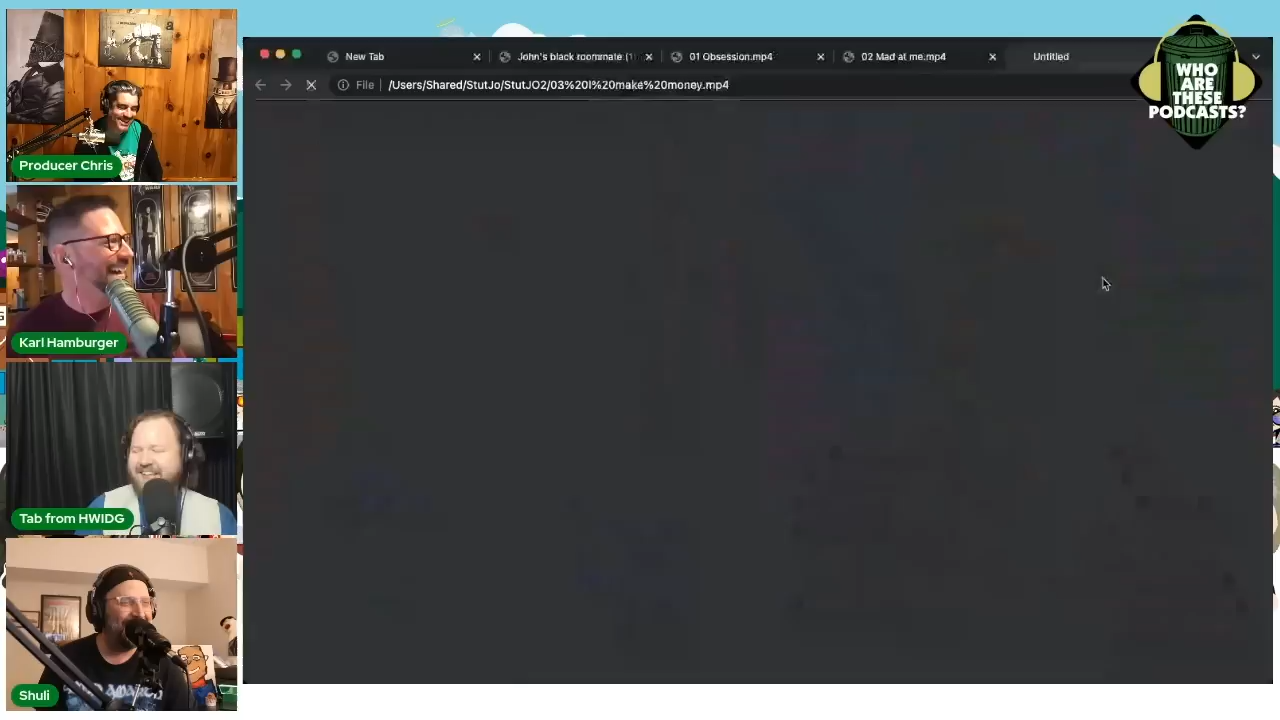 New Tab
John's black roommate (1
01 Obsession.mp4
02 Mad at me.mp4
Untitled
File
/Users/Shared/StutJo/StutJO2/03%20I%20make%20money.mp4
WHO
ARE
THESE
PODCASTS?
Producer Chris
Karl Hamburger
Tab from HWIDG
Shuli